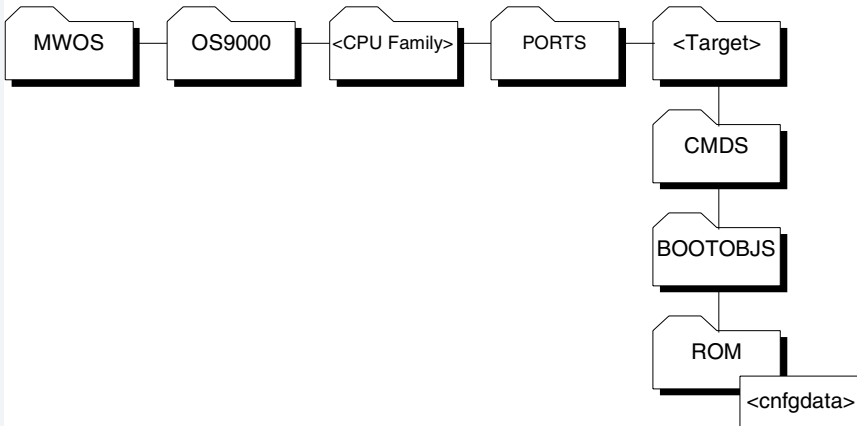 MWOS
OS9000
<CPU Family>
PORTS
<Target>
CMDS
BOOTOBJS
ROM
<cnfgdata>